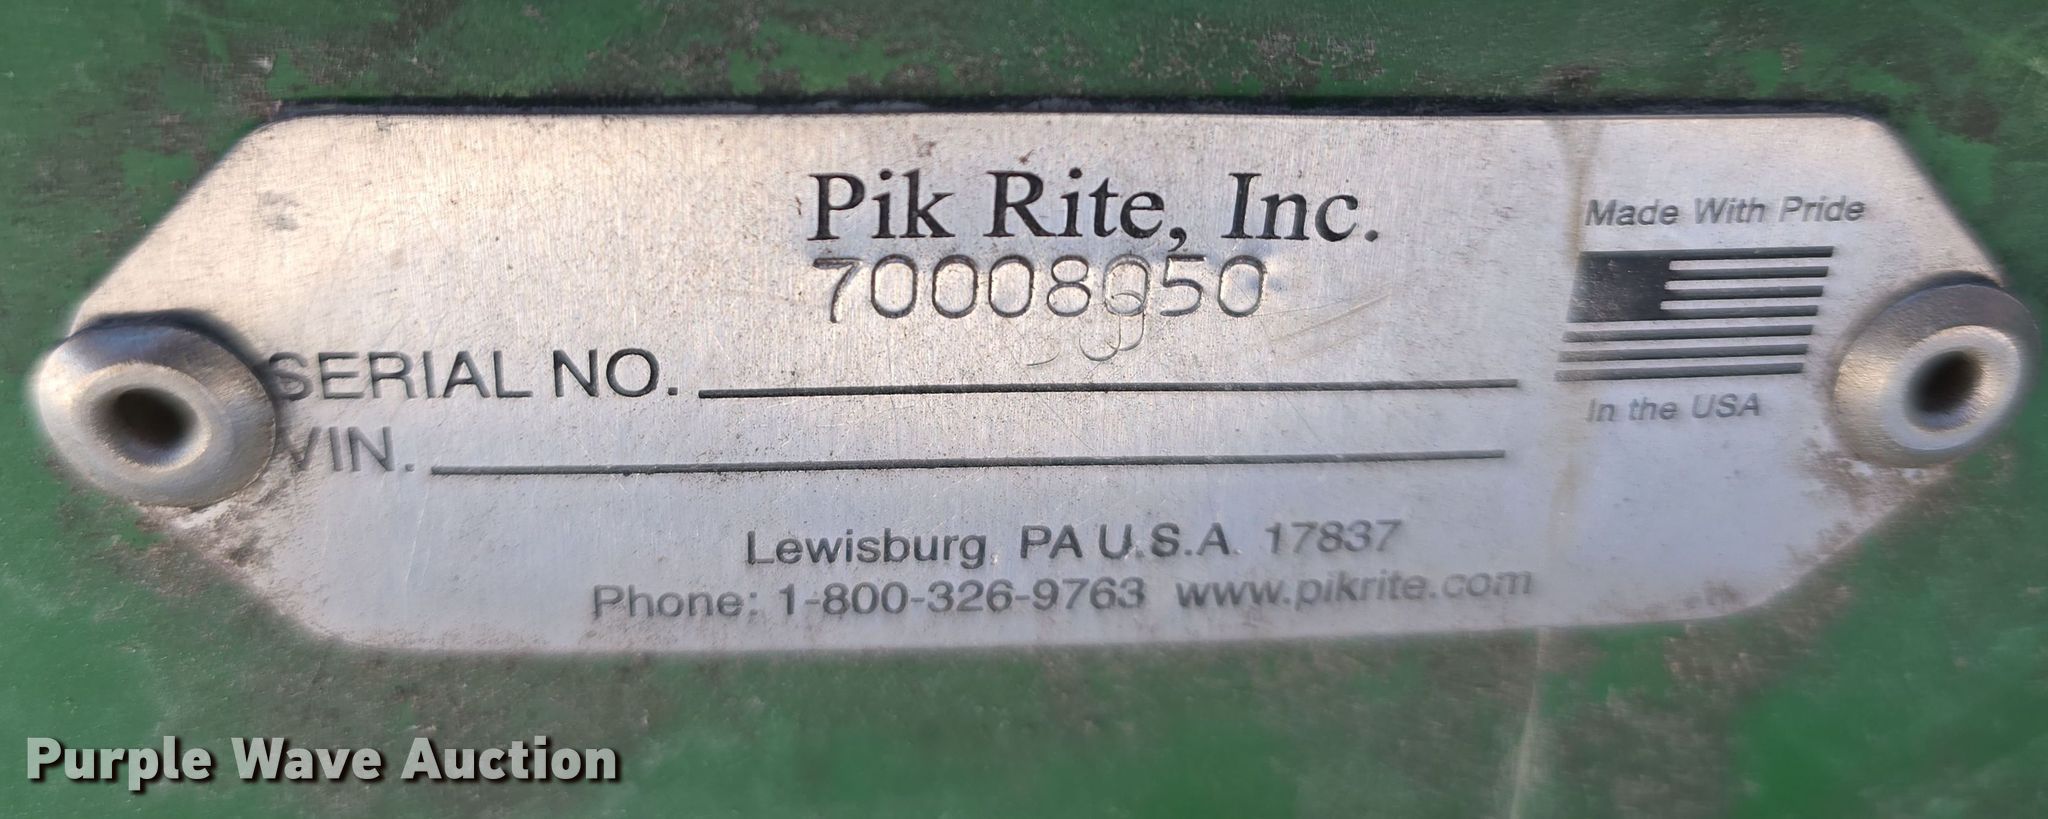 Pik Rite, Inc.
70008050
SERIAL NO.
VIN.
Made With Pride
In the USA
Lewisburg, PA U.S.A. 17837
Phone: 1-800-326-9763 www.pikrite.com
Purple Wave Auction